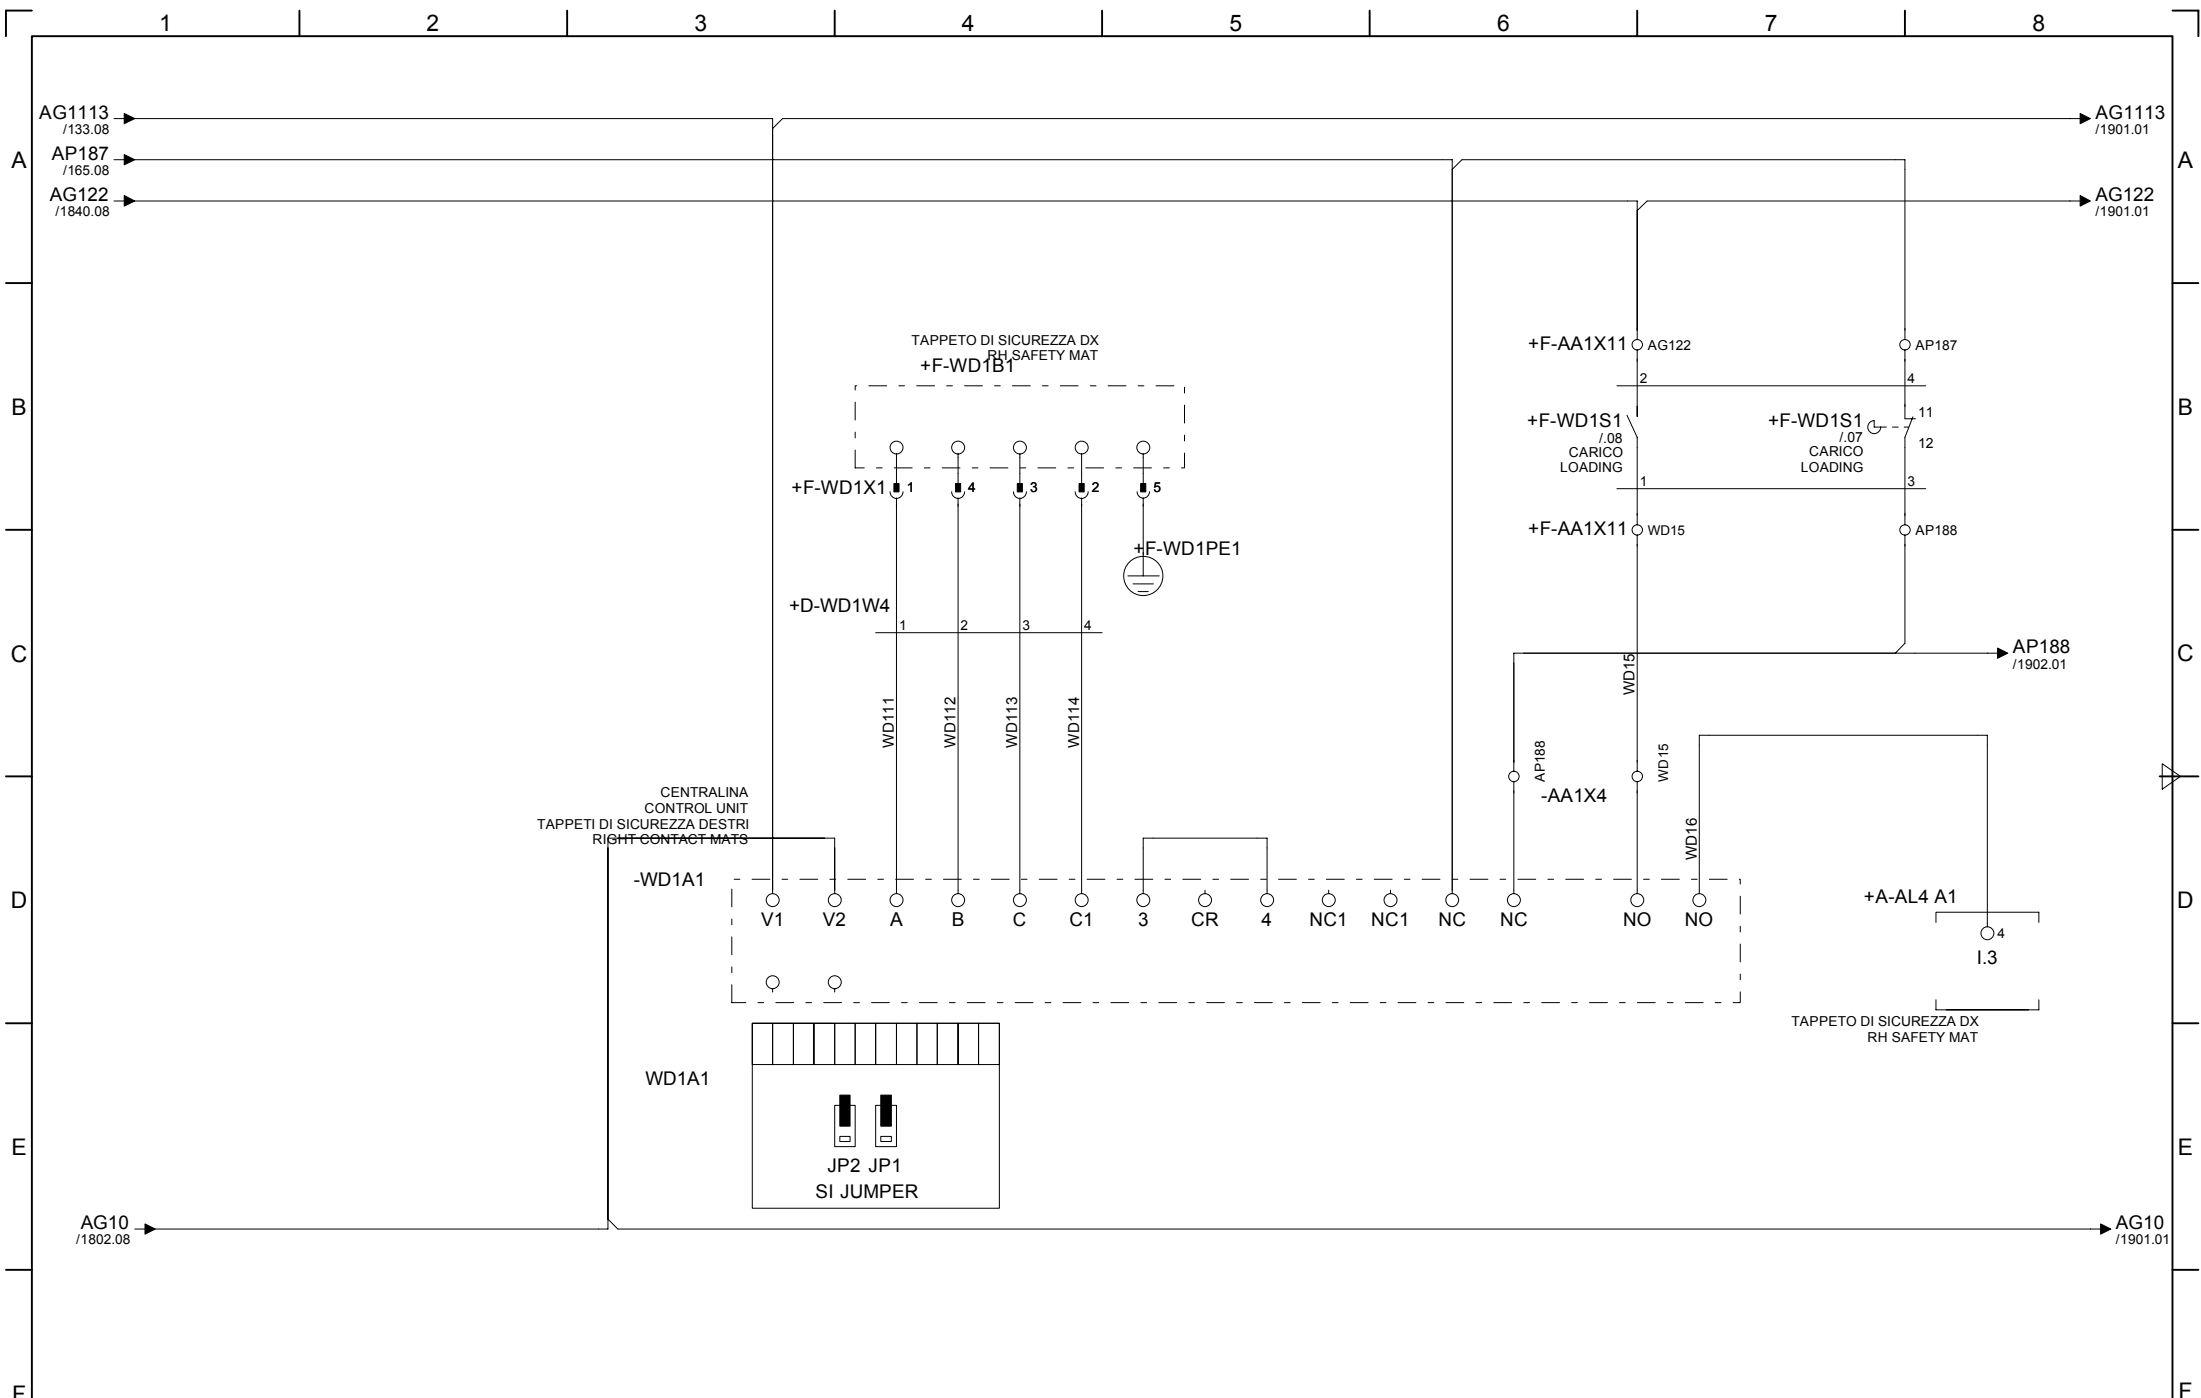 1 2 3 4 5 6 7 8
AG1113
/133.08
AG1113
/1901.01
A
AP187
/165.08
A
AG122
/1840.08
AG122
/1901.01
TAPPETO DI SICUREZZA DX
RH SAFETY MAT
+F-WD1B1
+F-AA1X11 AG122 AP187
2 4
B
B
+F-WD1S1
/.08
CARICO
LOADING
+F-WD1S1
/.07
CARICO
LOADING
11
12
+F-WD1X1 1 4 3 2 5
1 3
+F-AA1X11 WD15 AP188
+F-WD1PE1
+D-WD1W4
1 2 3 4
C
C
AP188
/1902.01
WD15
WD111 WD112 WD113 WD114
AP188 WD15
-AA1X4
CENTRALINA
CONTROL UNIT
TAPPETI DI SICUREZZA DESTRI
RIGHT CONTACT MATS
WD16
-WD1A1
D
D
V1 V2 A B C C1 3 CR 4 NC1 NC1 NC NC NO NO
+A-AL4 A1
4
I.3
TAPPETO DI SICUREZZA DX
RH SAFETY MAT
WD1A1
E
E
JP2 JP1
SI JUMPER
AG10
/1802.08
AG10
/1901.01
F
F